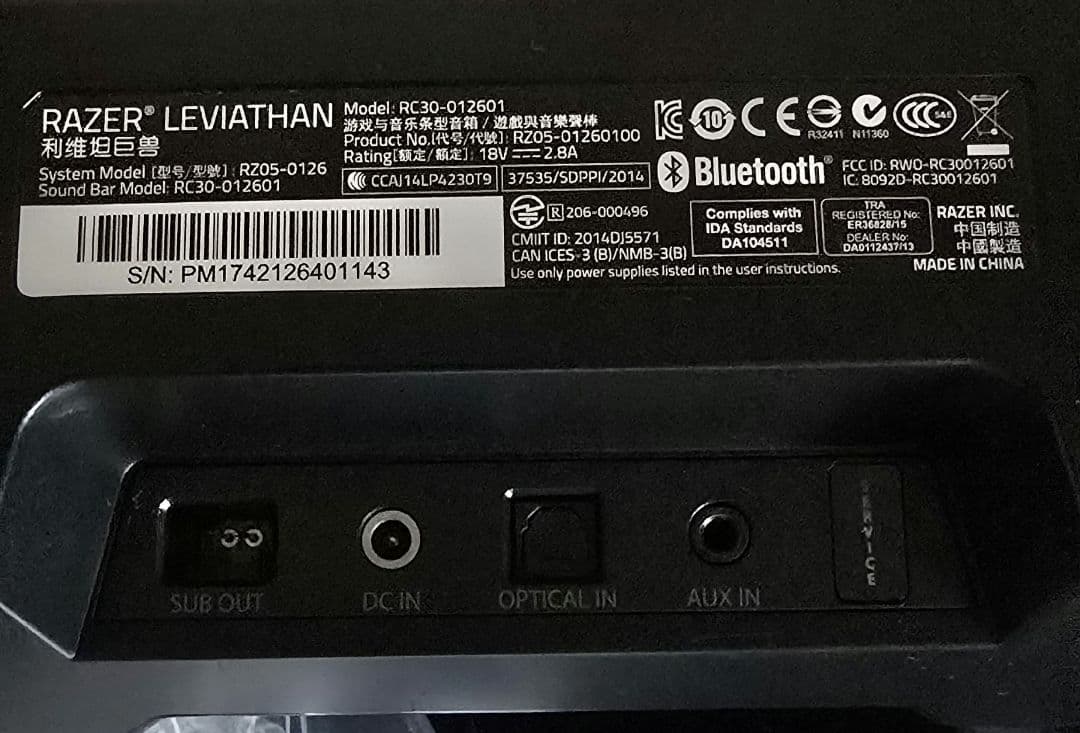 RAZER® LEVIATHAN
利维坦巨兽
System Model [型号/型號] : RZ05-0126
Sound Bar Model: RC30-012601
Model: RC30-012601
游戏与音乐条型音箱 / 遊戲與音樂聲棒
Product No.[代号/代號]: RZ05-01260100
Rating[额定/額定]: 18V⎓2.8A
CCAJ14LP4230T9
37535/SDPPI/2014
S/N: PM1742126401143
R 206-000496
CMIIT ID: 2014DJ5571
CAN ICES-3 (B)/NMB-3(B)
Use only power supplies listed in the user instructions.
10
CE
R32411
N11360
CCC S&E
Bluetooth®
FCC ID: RWO-RC30012601
IC: 8092D-RC30012601
Complies with
IDA Standards
DA104511
TRA
REGISTERED No:
ER36828/15
DEALER No:
DA0112437/13
RAZER INC.
中国制造
中國製造
MADE IN CHINA
SUB OUT
DC IN
OPTICAL IN
AUX IN
SERVICE